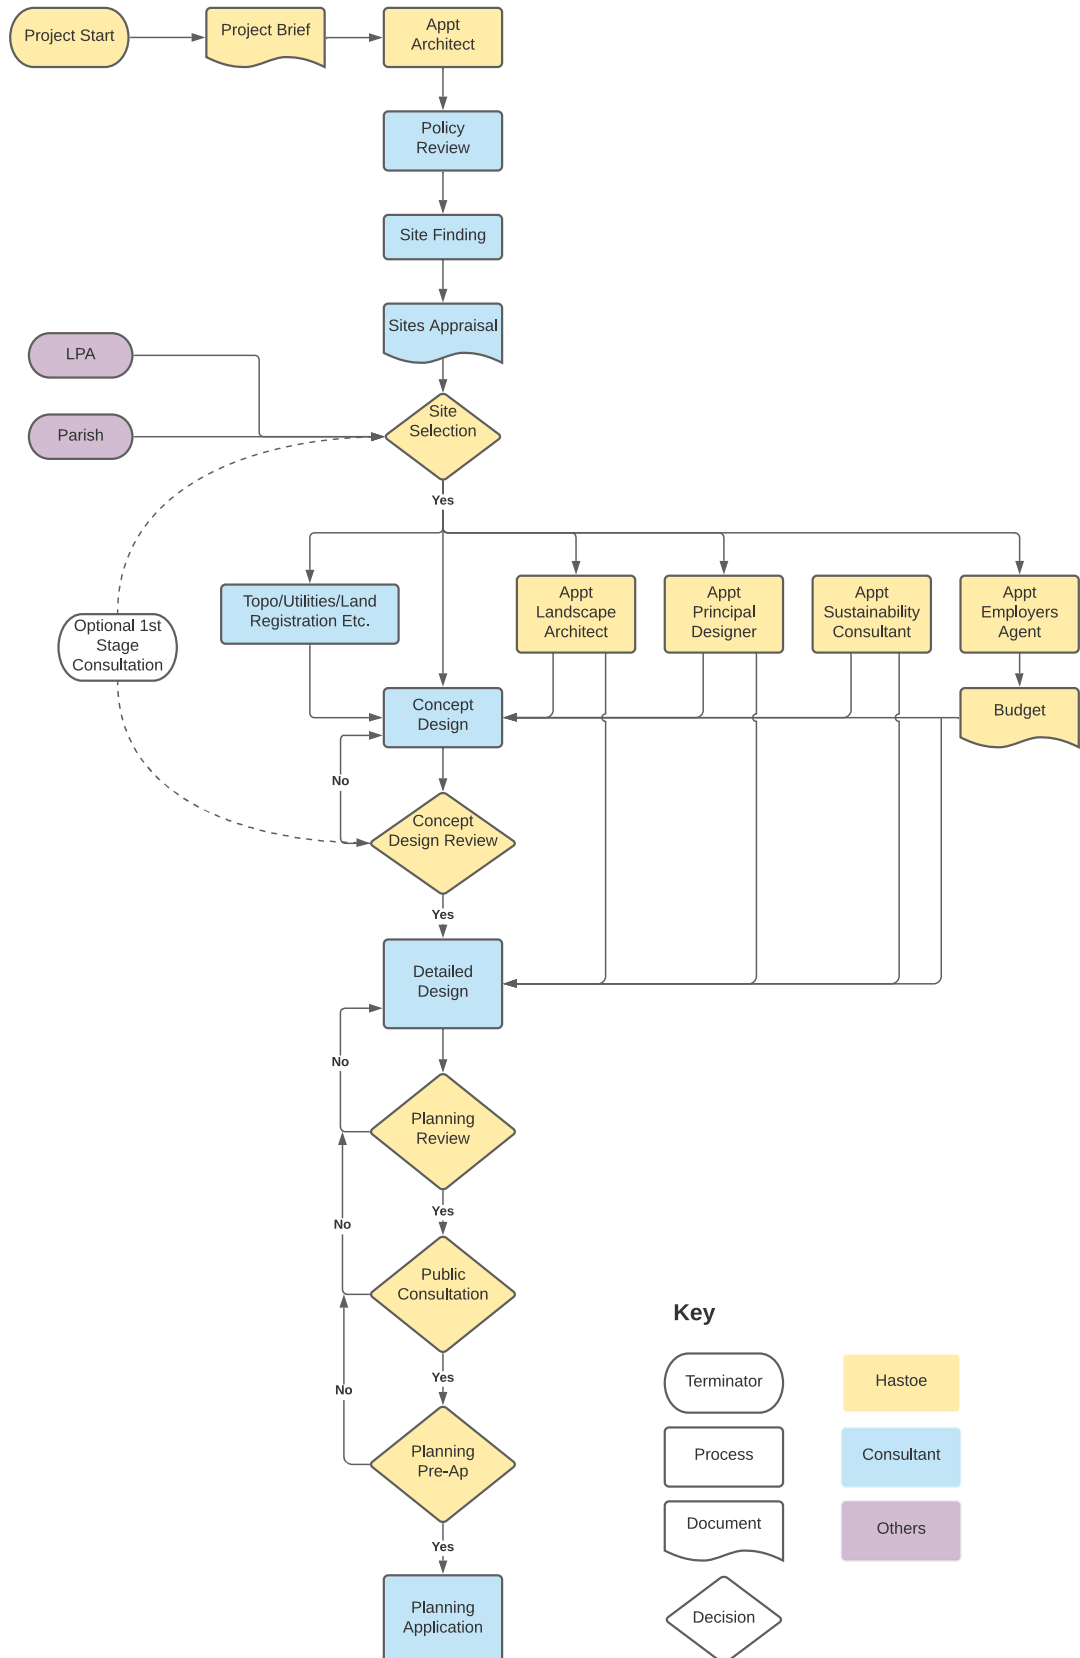 Project Start
Project Brief
Appt
Architect
Policy
Review
Site Finding
Sites Appraisal
LPA
Parish
Site
Selection
Yes
Topo/Utilities/Land
Registration Etc.
Appt
Landscape
Architect
Appt
Principal
Designer
Appt
Sustainability
Consultant
Appt
Employers
Agent
Optional 1st
Stage
Consultation
Concept
Design
Budget
No
Concept
Design Review
Yes
Detailed
Design
No
Planning
Review
Yes
No
Public
Consultation
Yes
No
Planning
Pre-Ap
Yes
Planning
Application
Key
Terminator
Hastoe
Process
Consultant
Document
Others
Decision